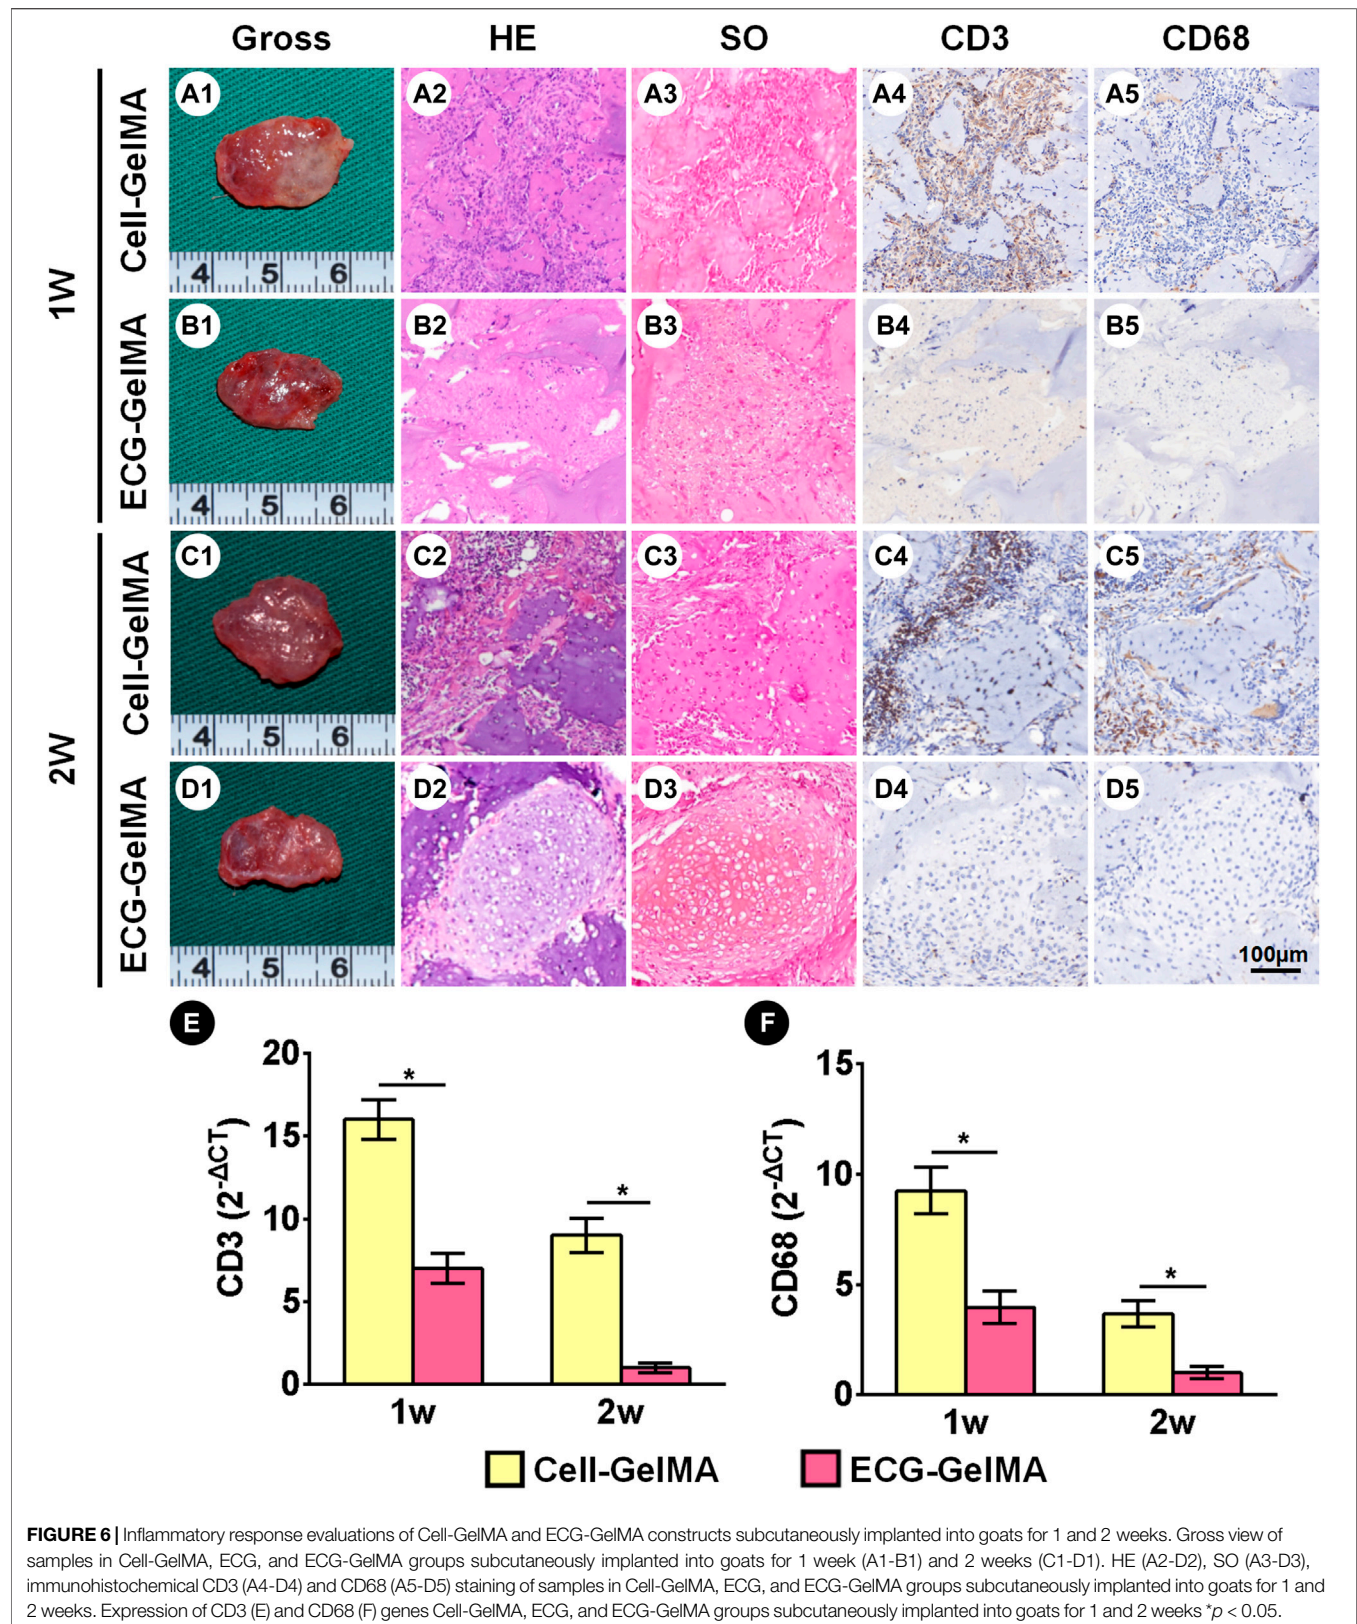 Gross HE SO CD3 CD68
1W
Cell-GelMA
A1 A2 A3 A4 A5
4 5 6
ECG-GelMA
B1 B2 B3 B4 B5
4 5 6
2W
Cell-GelMA
C1 C2 C3 C4 C5
4 5 6
ECG-GelMA
D1 D2 D3 D4 D5
4 5 6
100μm
E
CD3 (2^-ΔCT)
20
15
10
5
0
*
*
1w 2w
F
CD68 (2^-ΔCT)
15
10
5
0
*
*
1w 2w
Cell-GelMA ECG-GelMA
FIGURE 6 | Inflammatory response evaluations of Cell-GelMA and ECG-GelMA constructs subcutaneously implanted into goats for 1 and 2 weeks. Gross view of
samples in Cell-GelMA, ECG, and ECG-GelMA groups subcutaneously implanted into goats for 1 week (A1-B1) and 2 weeks (C1-D1). HE (A2-D2), SO (A3-D3),
immunohistochemical CD3 (A4-D4) and CD68 (A5-D5) staining of samples in Cell-GelMA, ECG, and ECG-GelMA groups subcutaneously implanted into goats for 1 and
2 weeks. Expression of CD3 (E) and CD68 (F) genes Cell-GelMA, ECG, and ECG-GelMA groups subcutaneously implanted into goats for 1 and 2 weeks *p < 0.05.